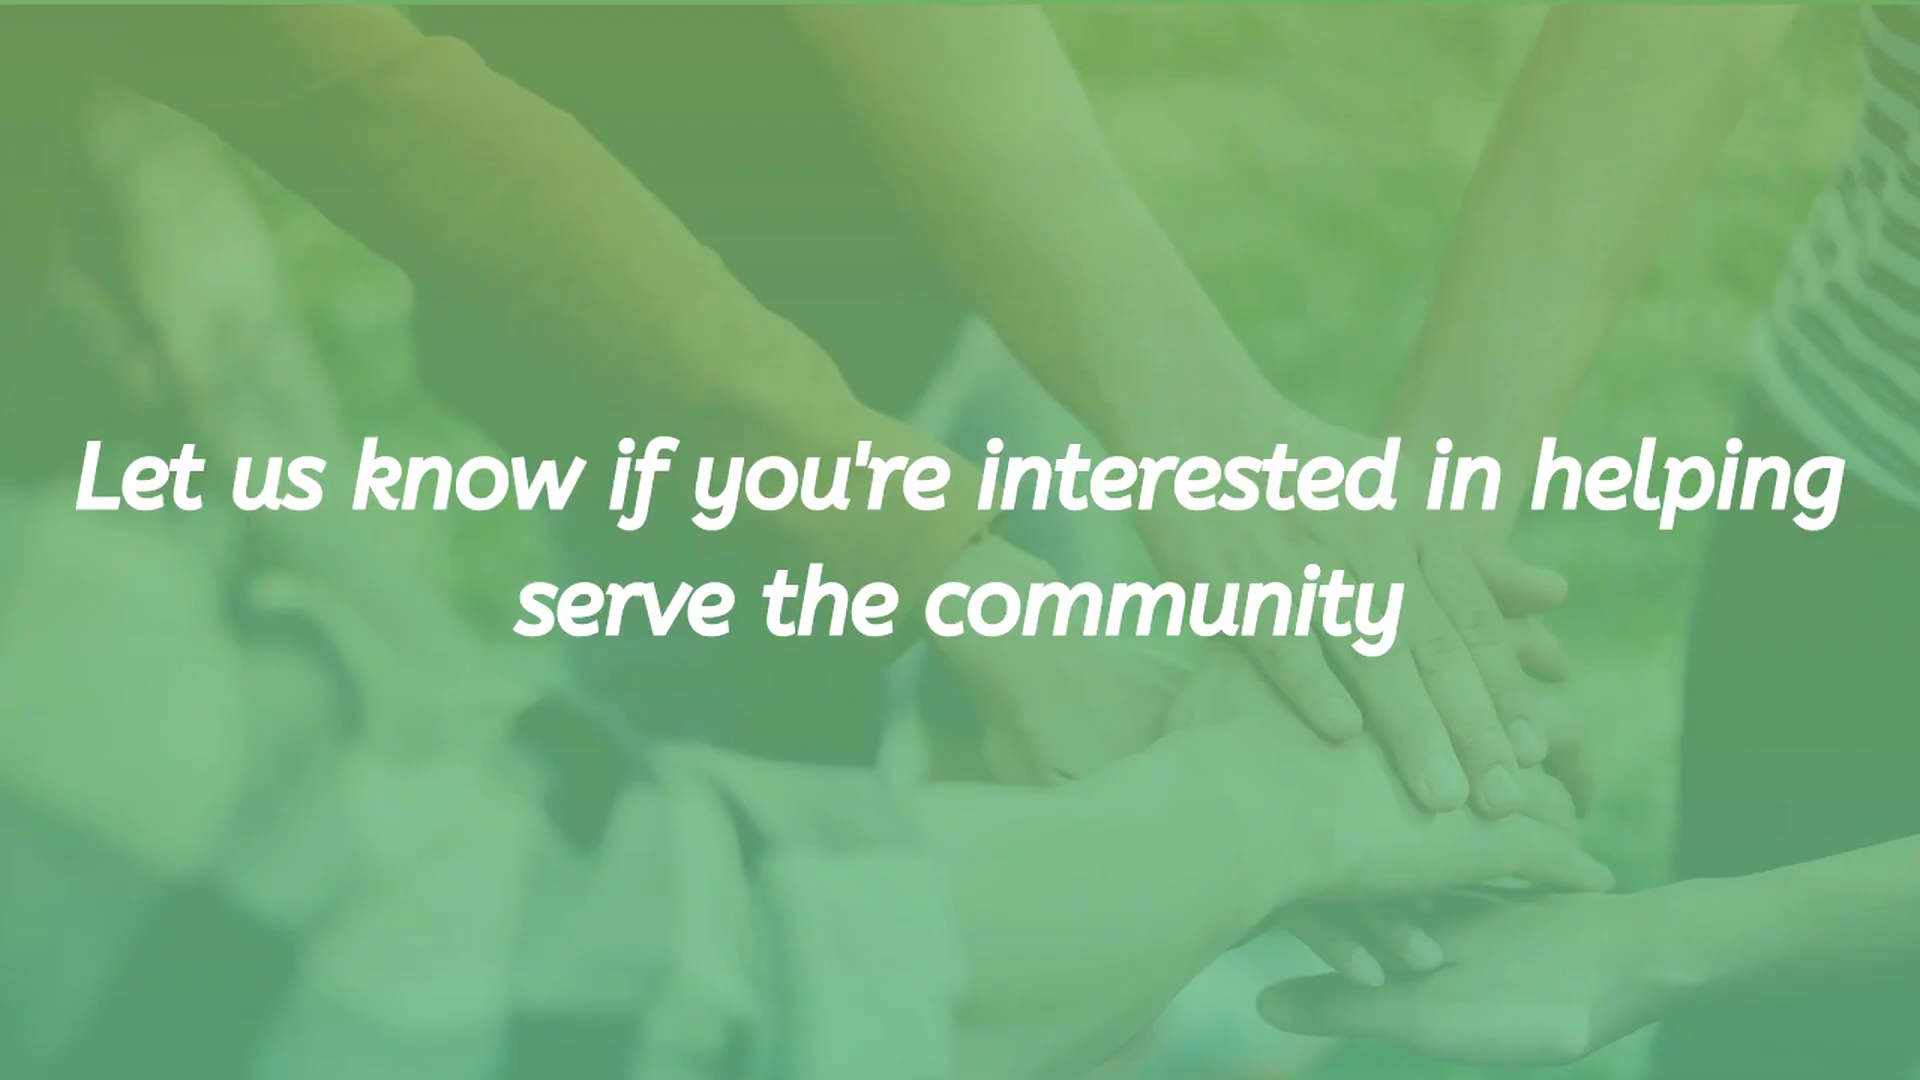 Let us know if you're interested in helping
serve the community